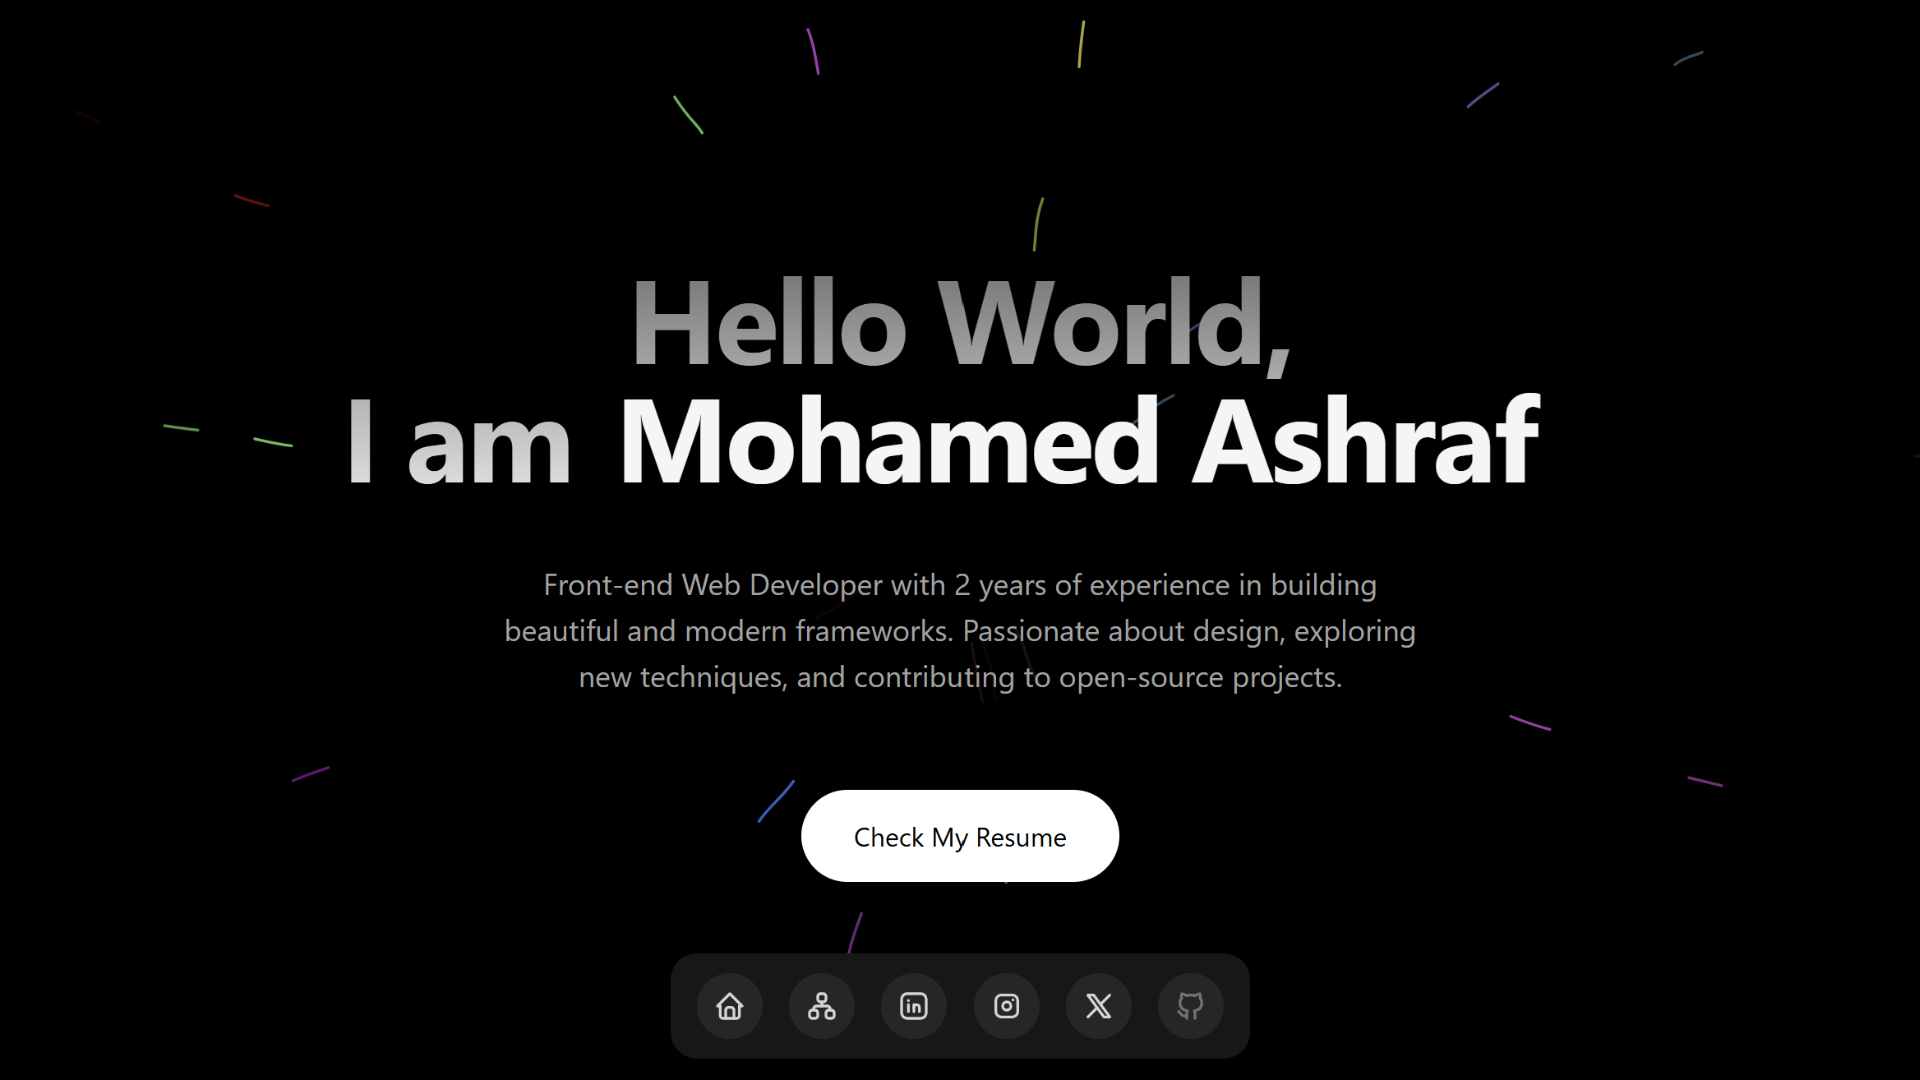 Hello World,
I am Mohamed Ashraf
Front-end Web Developer with 2 years of experience in building
beautiful and modern frameworks. Passionate about design, exploring
new techniques, and contributing to open-source projects.
Check My Resume